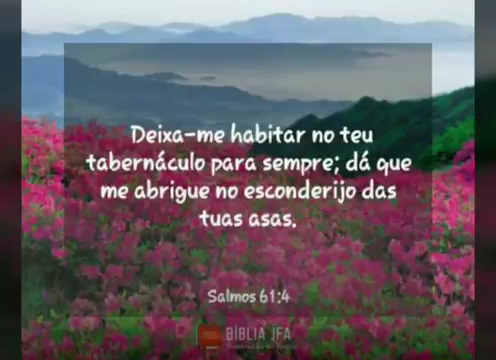 Deixa-me habitar no teu
tabernáculo para sempre; dá que
me abrigue no esconderijo das
tuas asas.
Salmos 61:4
BÍBLIA JFA